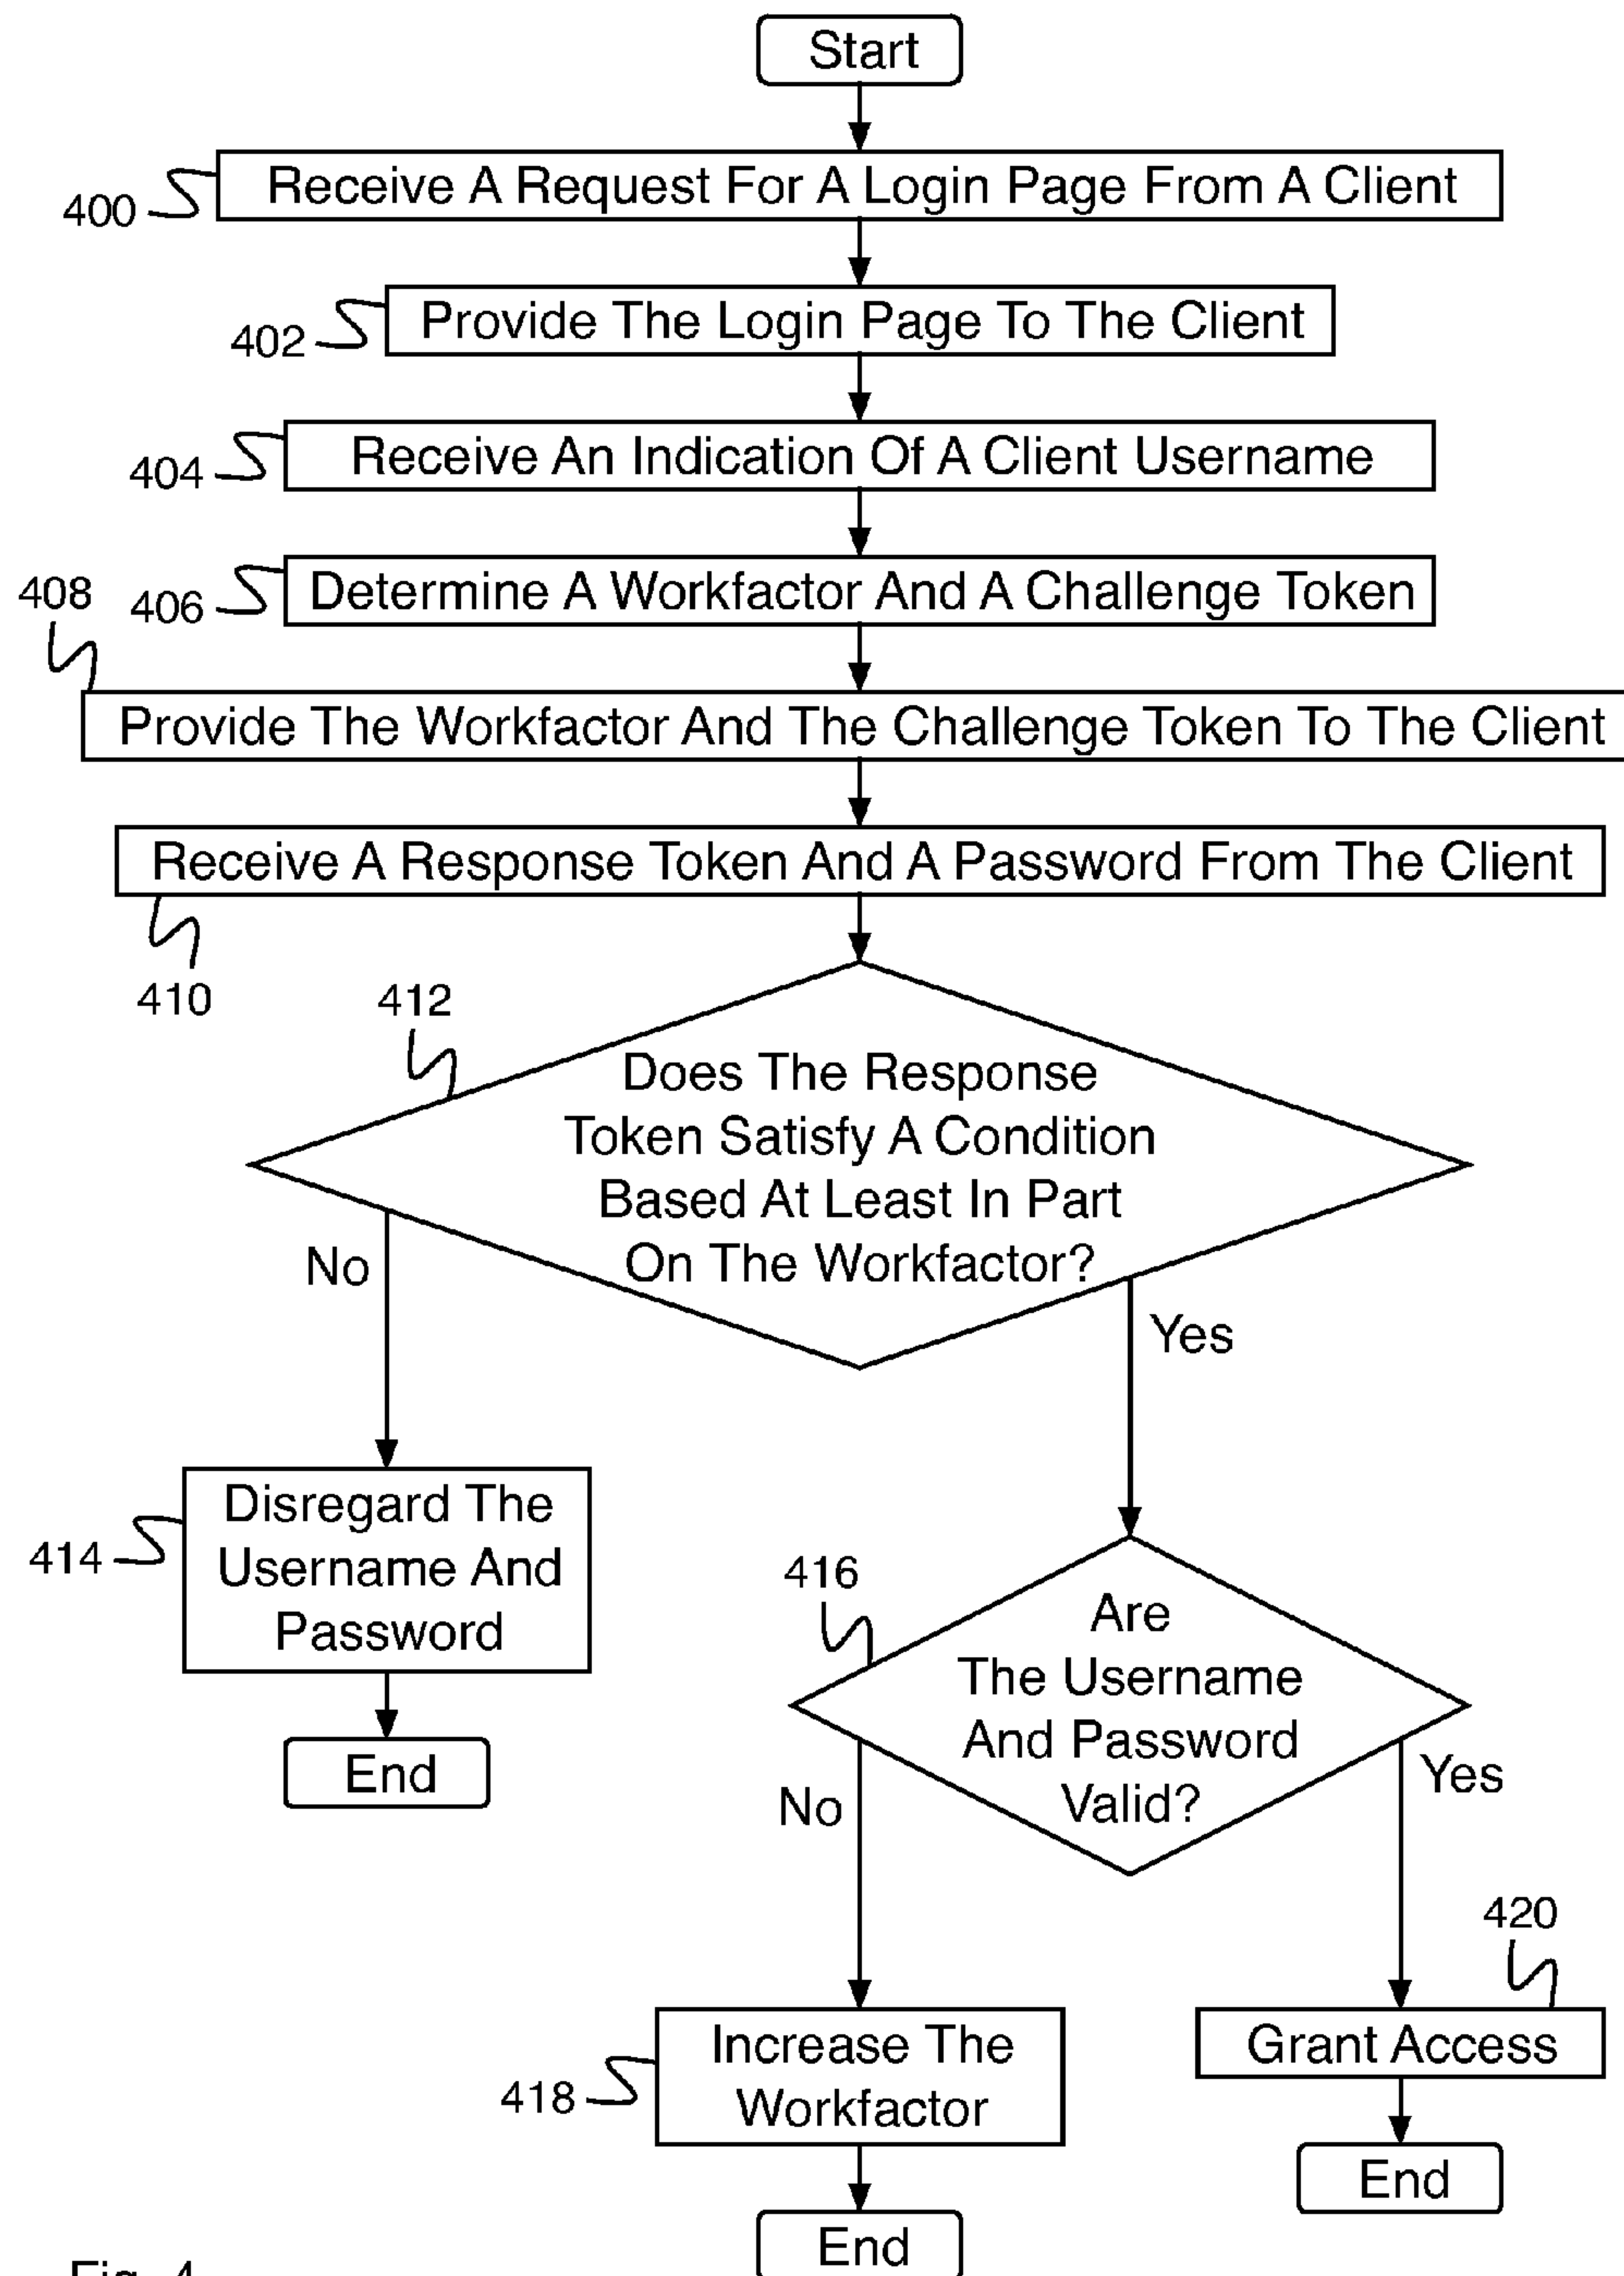 Start
400
Receive A Request For A Login Page From A Client
402
Provide The Login Page To The Client
404
Receive An Indication Of A Client Username
408
406
Determine A Workfactor And A Challenge Token
Provide The Workfactor And The Challenge Token To The Client
Receive A Response Token And A Password From The Client
410
412
Does The Response
Token Satisfy A Condition
Based At Least In Part
On The Workfactor?
No
Yes
414
Disregard The
Username And
Password
End
416
Are
The Username
And Password
Valid?
No
Yes
420
418
Increase The
Workfactor
Grant Access
End
End
Fig. 4